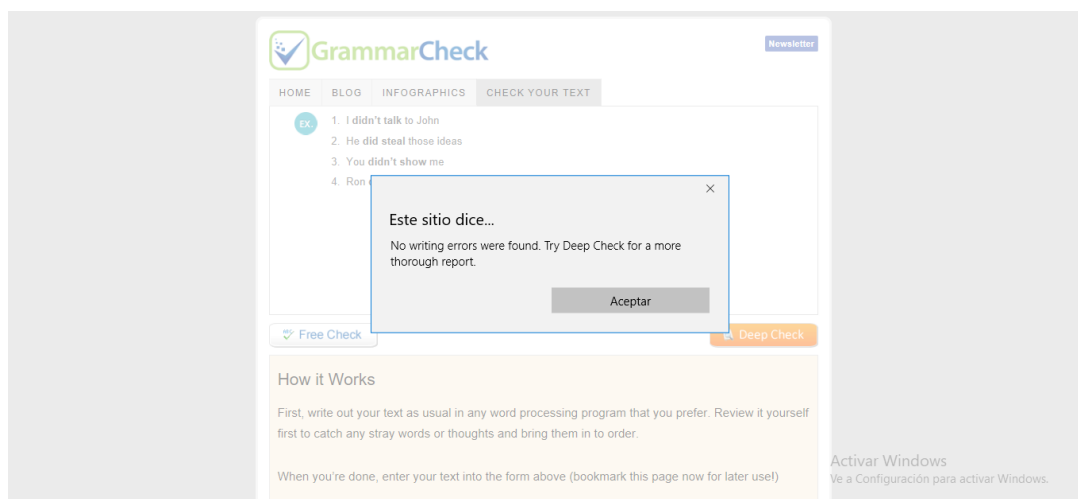 GrammarCheck
Newsletter
HOME BLOG INFOGRAPHICS CHECK YOUR TEXT
EX.
1. I didn't talk to John
2. He did steal those ideas
3. You didn't show me
4. Ron
Este sitio dice...
No writing errors were found. Try Deep Check for a more
thorough report.
Aceptar
Free Check
Deep Check
How it Works
First, write out your text as usual in any word processing program that you prefer. Review it yourself
first to catch any stray words or thoughts and bring them in to order.
When you're done, enter your text into the form above (bookmark this page now for later use!)
Activar Windows
Ve a Configuración para activar Windows.